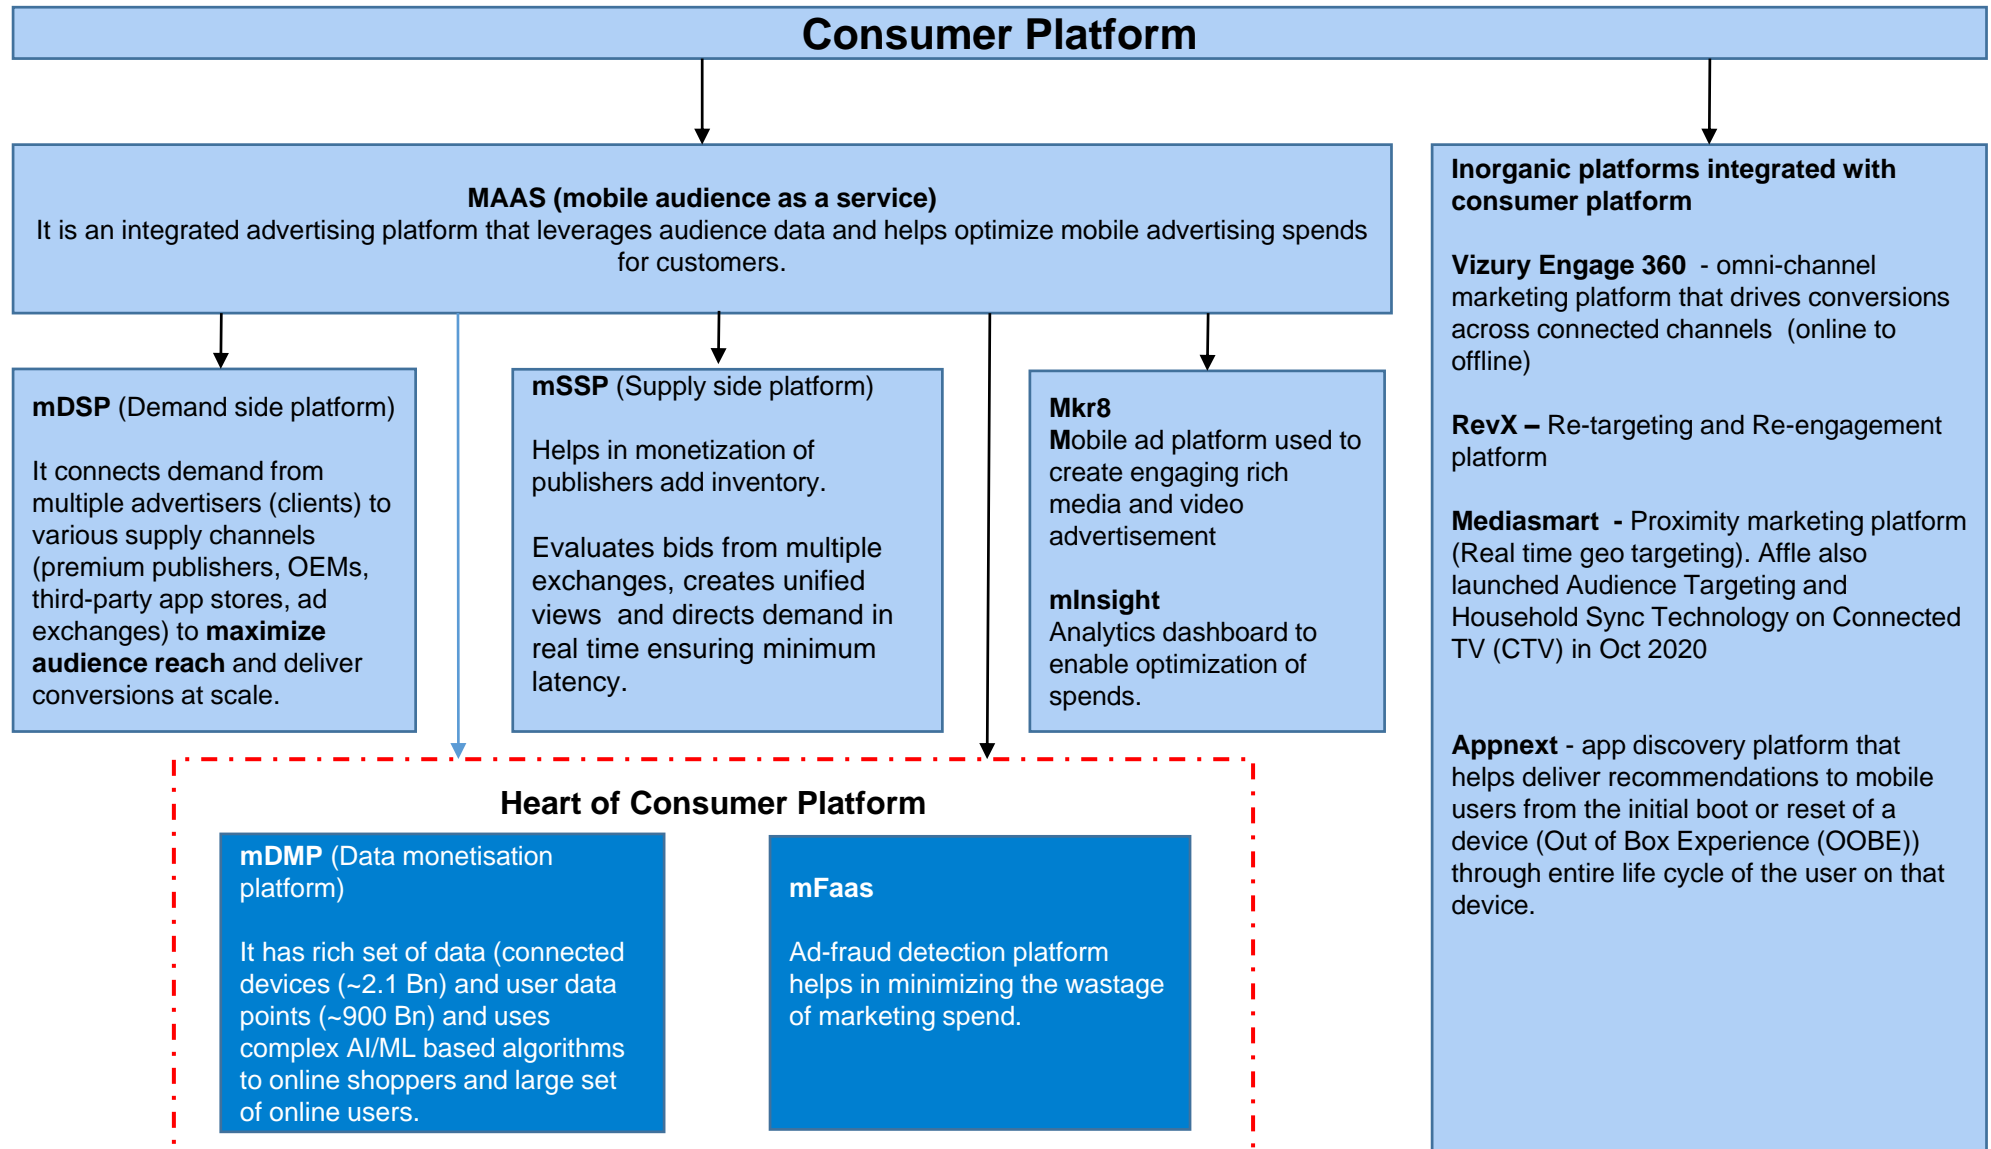 Consumer Platform
MAAS (mobile audience as a service)
It is an integrated advertising platform that leverages audience data and helps optimize mobile advertising spends
for customers.
mDSP (Demand side platform)
It connects demand from
multiple advertisers (clients) to
various supply channels
(premium publishers, OEMs,
third-party app stores, ad
exchanges) to maximize
audience reach and deliver
conversions at scale.
mSSP (Supply side platform)
Helps in monetization of
publishers add inventory.
Evaluates bids from multiple
exchanges, creates unified
views and directs demand in
real time ensuring minimum
latency.
Mkr8
Mobile ad platform used to
create engaging rich
media and video
advertisement
mInsight
Analytics dashboard to
enable optimization of
spends.
Heart of Consumer Platform
mDMP (Data monetisation
platform)
It has rich set of data (connected
devices (~2.1 Bn) and user data
points (~900 Bn) and uses
complex AI/ML based algorithms
to online shoppers and large set
of online users.
mFaas
Ad-fraud detection platform
helps in minimizing the wastage
of marketing spend.
Inorganic platforms integrated with
consumer platform
Vizury Engage 360 - omni-channel
marketing platform that drives conversions
across connected channels (online to
offline)
RevX – Re-targeting and Re-engagement
platform
Mediasmart - Proximity marketing platform
(Real time geo targeting). Affle also
launched Audience Targeting and
Household Sync Technology on Connected
TV (CTV) in Oct 2020
Appnext - app discovery platform that
helps deliver recommendations to mobile
users from the initial boot or reset of a
device (Out of Box Experience (OOBE))
through entire life cycle of the user on that
device.